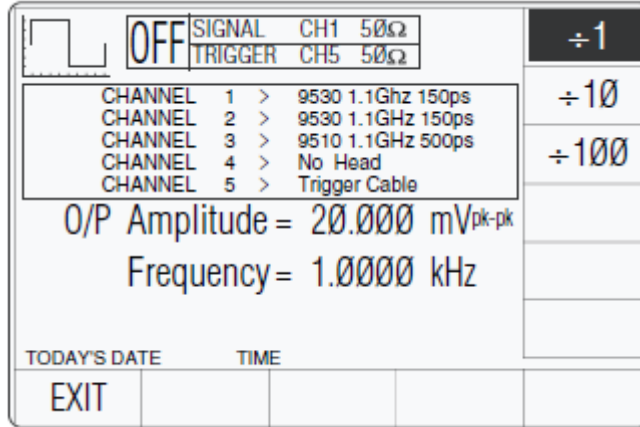 OFF SIGNAL CH1 5ØΩ
TRIGGER CH5 5ØΩ
÷1
÷1Ø
÷1ØØ
CHANNEL 1 > 9530 1.1Ghz 150ps
CHANNEL 2 > 9530 1.1GHz 150ps
CHANNEL 3 > 9510 1.1GHz 500ps
CHANNEL 4 > No Head
CHANNEL 5 > Trigger Cable
O/P Amplitude = 2Ø.ØØØ mVpk-pk
Frequency = 1.ØØØØ kHz
TODAY'S DATE TIME
EXIT